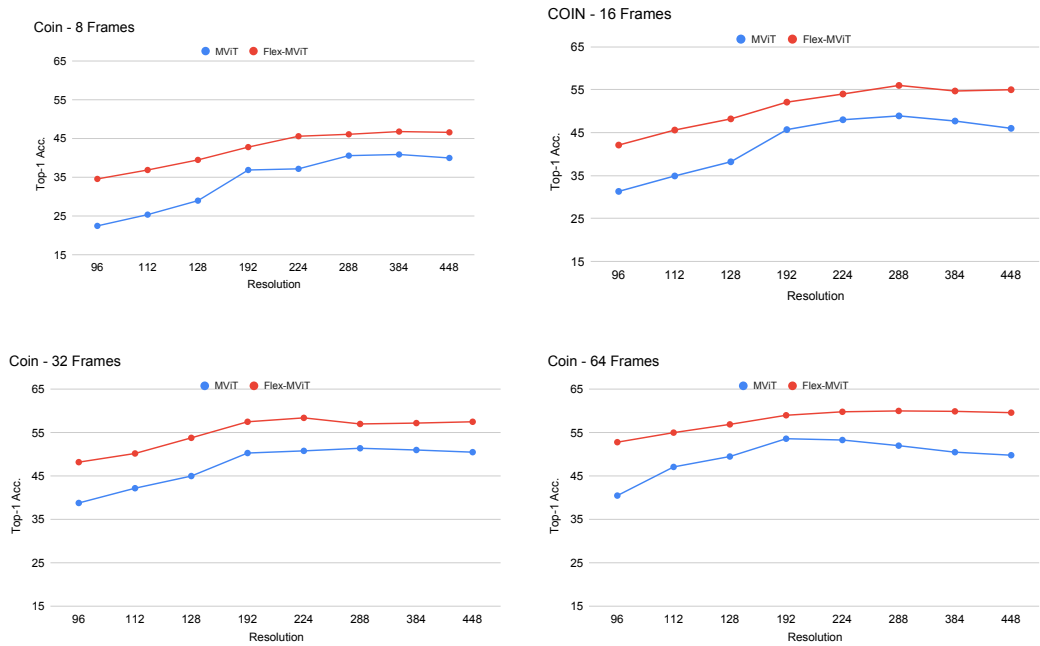 Coin - 8 Frames
MViT Flex-MViT
65
55
45
35
25
15
Top-1 Acc.
96 112 128 192 224 288 384 448
Resolution
COIN - 16 Frames
MViT Flex-MViT
65
55
45
35
25
15
Top-1 Acc.
96 112 128 192 224 288 384 448
Resolution
Coin - 32 Frames
MViT Flex-MViT
65
55
45
35
25
15
Top-1 Acc.
96 112 128 192 224 288 384 448
Resolution
Coin - 64 Frames
MViT Flex-MViT
65
55
45
35
25
15
Top-1 Acc.
96 112 128 192 224 288 384 448
Resolution